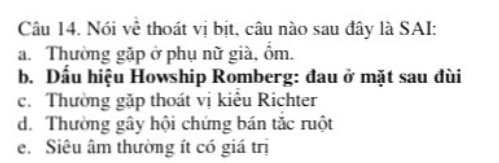 Câu 14. Nói về thoát vị bịt, câu nào sau đây là SAI:
a. Thường gặp ở phụ nữ già, ốm.
b. Dấu hiệu Howship Romberg: đau ở mặt sau đùi
c. Thường gặp thoát vị kiểu Richter
d. Thường gây hội chứng bán tắc ruột
e. Siêu âm thường ít có giá trị